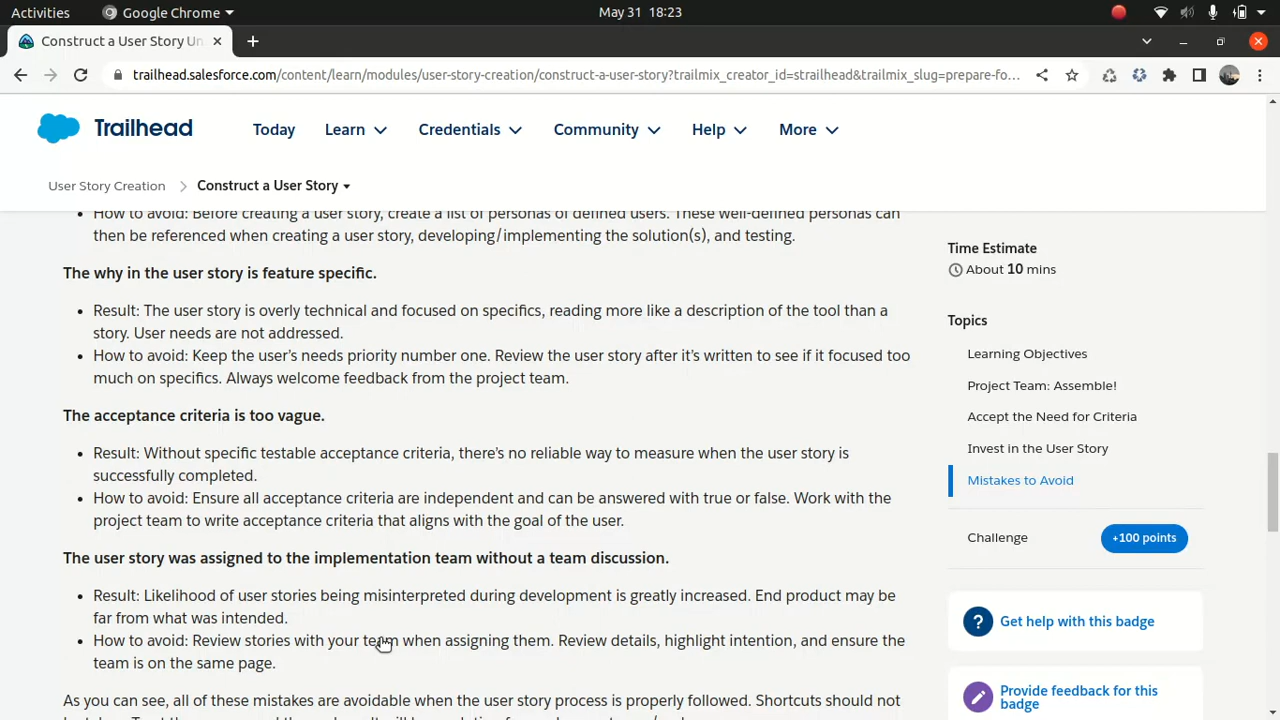 Activities
Google Chrome
May 31  18:23
Construct a User Story Un
trailhead.salesforce.com/content/learn/modules/user-story-creation/construct-a-user-story?trailmix_creator_id=strailhead&trailmix_slug=prepare-fo...
Trailhead
Today
Learn
Credentials
Community
Help
More
User Story Creation
Construct a User Story
• How to avoid: Before creating a user story, create a list of personas of defined users. These well-defined personas can
then be referenced when creating a user story, developing/implementing the solution(s), and testing.
The why in the user story is feature specific.
• Result: The user story is overly technical and focused on specifics, reading more like a description of the tool than a
story. User needs are not addressed.
• How to avoid: Keep the user's needs priority number one. Review the user story after it's written to see if it focused too
much on specifics. Always welcome feedback from the project team.
The acceptance criteria is too vague.
• Result: Without specific testable acceptance criteria, there's no reliable way to measure when the user story is
successfully completed.
• How to avoid: Ensure all acceptance criteria are independent and can be answered with true or false. Work with the
project team to write acceptance criteria that aligns with the goal of the user.
The user story was assigned to the implementation team without a team discussion.
• Result: Likelihood of user stories being misinterpreted during development is greatly increased. End product may be
far from what was intended.
• How to avoid: Review stories with your team when assigning them. Review details, highlight intention, and ensure the
team is on the same page.
As you can see, all of these mistakes are avoidable when the user story process is properly followed. Shortcuts should not
Time Estimate
About 10 mins
Topics
Learning Objectives
Project Team: Assemble!
Accept the Need for Criteria
Invest in the User Story
Mistakes to Avoid
Challenge
+100 points
Get help with this badge
Provide feedback for this
badge